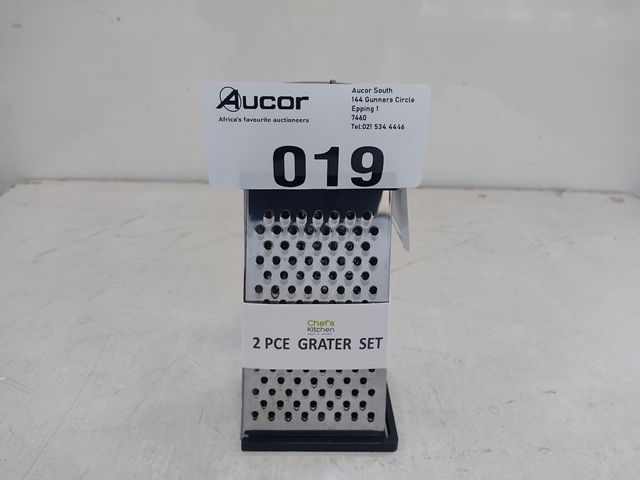 Aucor
Africa's favourite auctioneers
Aucor South
144 Gunners Circle
Epping 1
7460
Tel:021 534 4446
019
Chef's
Kitchen
2 PCE GRATER SET